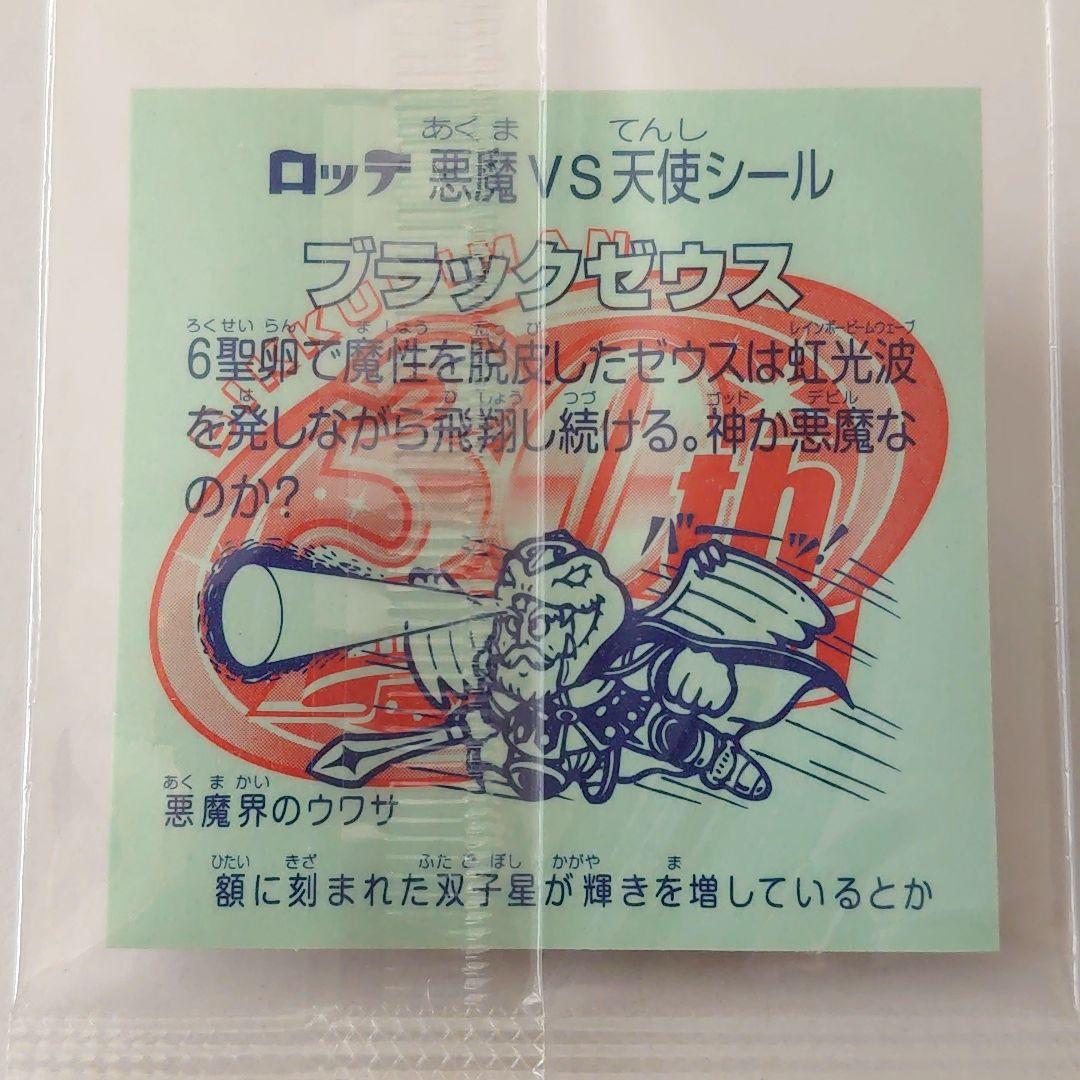 ロッテ 悪魔VS天使シール
あくま てんし
ブラックゼウス
BIKKURIMAN
ろくせいらん ましょう だっぴ レインボービームウェーブ
6聖卵で魔性を脱皮したゼウスは虹光波
は ひしょう つづ ゴッド デビル
を発しながら飛翔し続ける。神か悪魔な
のか?
30th
バーッ!
あくまかい
悪魔界のウワサ
ひたい きざ ふたごぼし かがや ま
額に刻まれた双子星が輝きを増しているとか